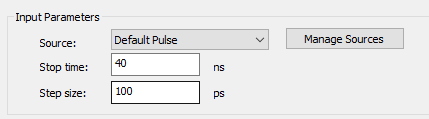 Input Parameters
Source: Default Pulse Manage Sources
Stop time: 40 ns
Step size: 100 ps